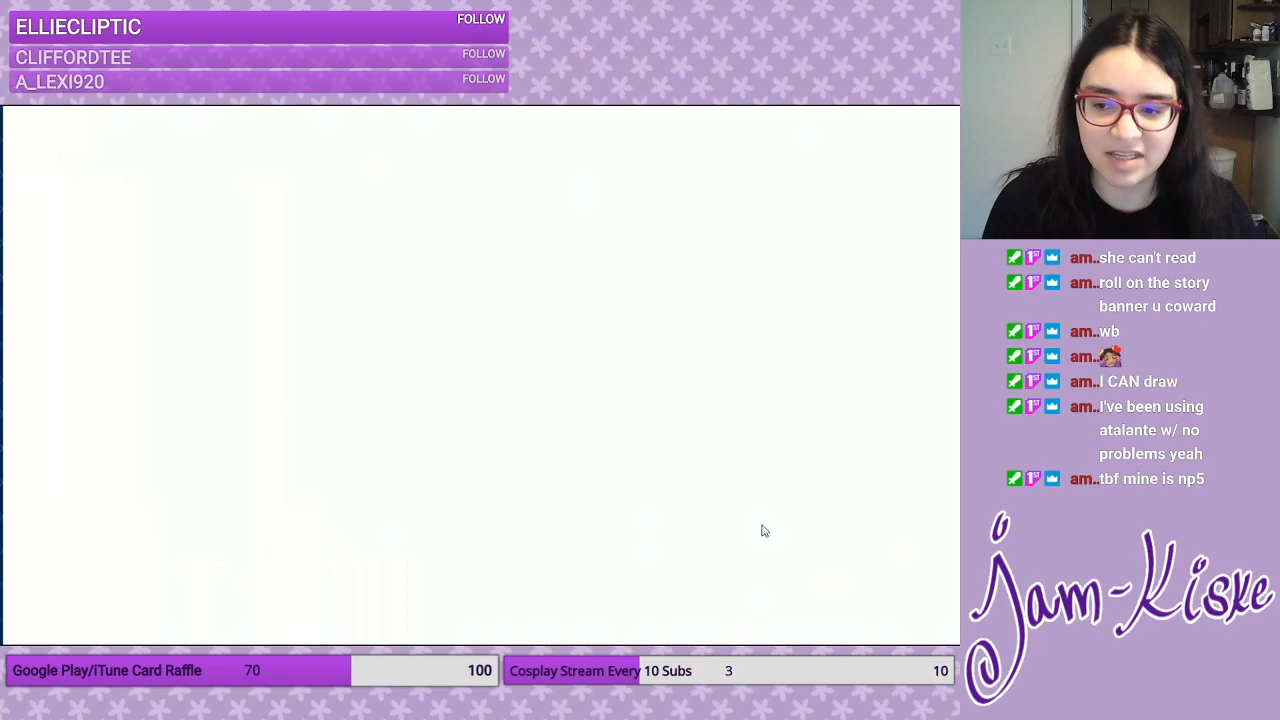 ELLIECLIPTIC FOLLOW
CLIFFORDTEE FOLLOW
A_LEXI920 FOLLOW
am..she can't read
am..roll on the story
banner u coward
am..wb
am..
am..I CAN draw
am..I've been using
atalante w/ no
problems yeah
am..tbf mine is np5
@Jam-Kiske
Google Play/iTune Card Raffle 70 100
Cosplay Stream Every 10 Subs 3 10